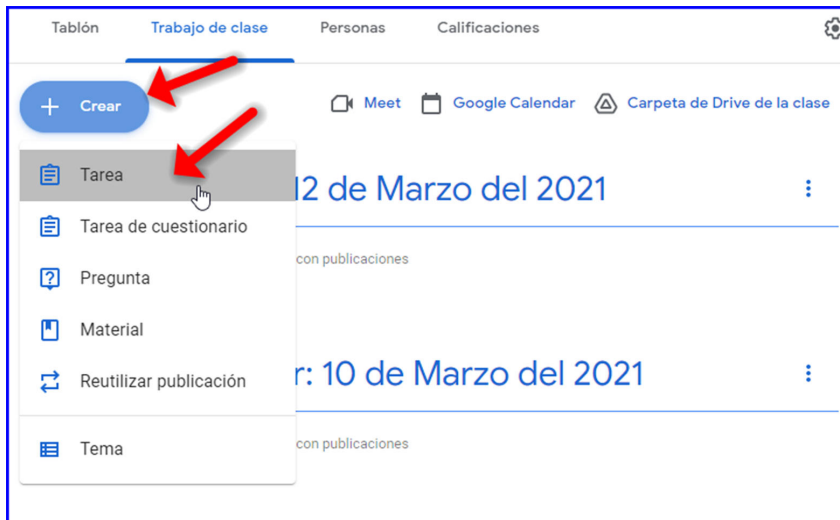 Tablón Trabajo de clase Personas Calificaciones
Crear Meet Google Calendar Carpeta de Drive de la clase
Tarea
12 de Marzo del 2021
Tarea de cuestionario
con publicaciones
Pregunta
Material
r: 10 de Marzo del 2021
Reutilizar publicación
Tema
con publicaciones